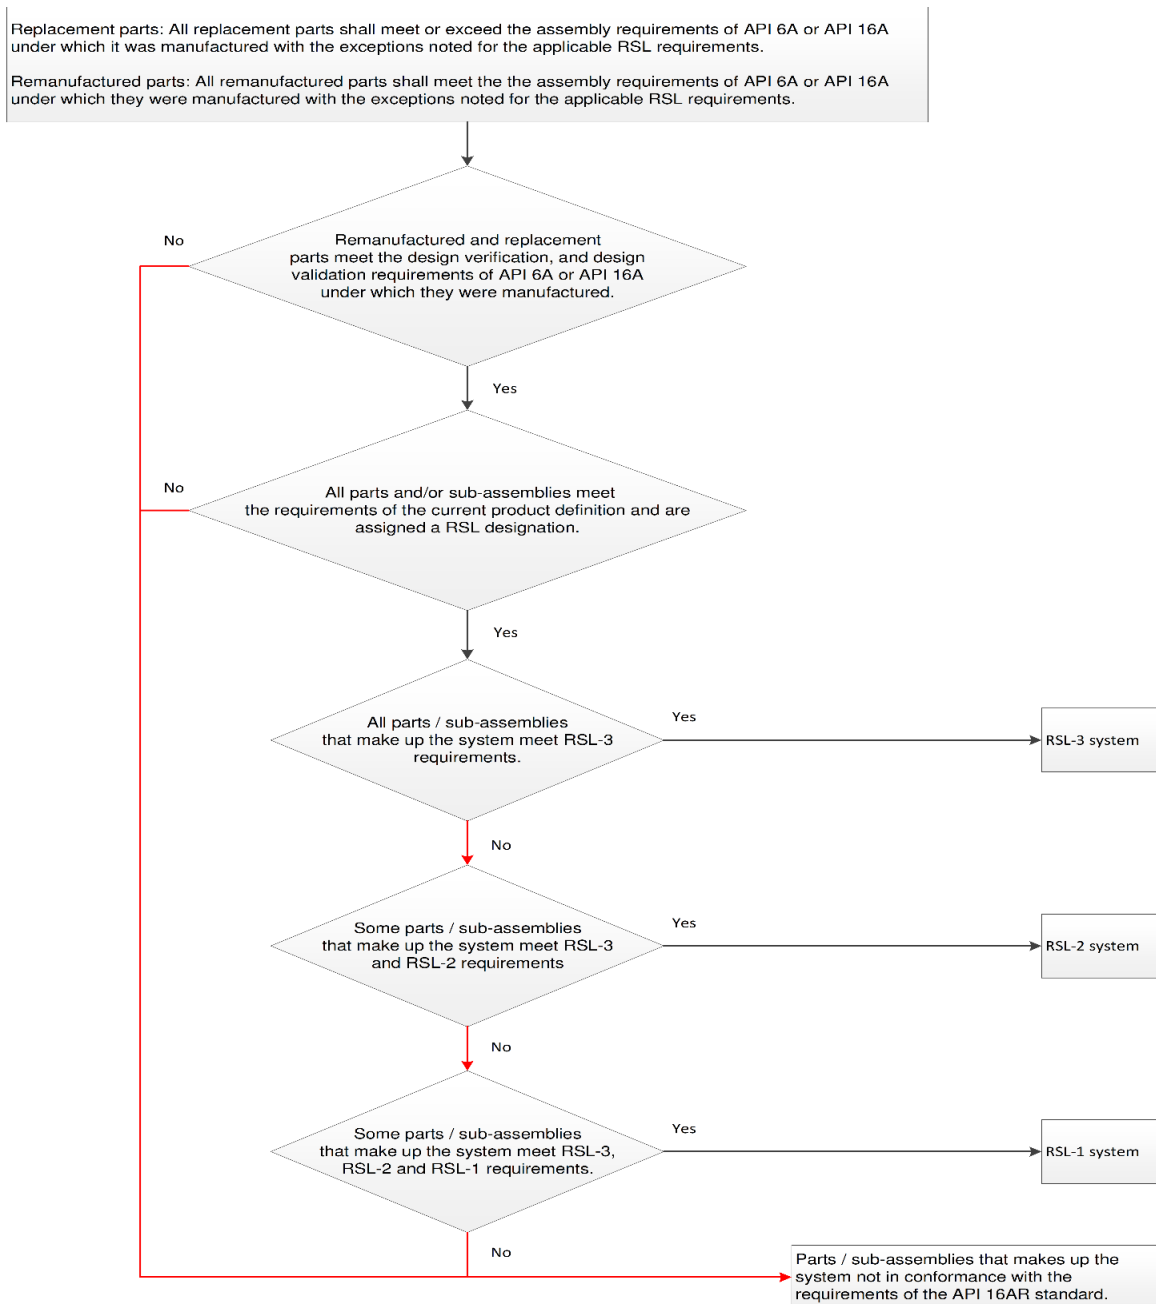 Replacement parts: All replacement parts shall meet or exceed the assembly requirements of API 6A or API 16A
under which it was manufactured with the exceptions noted for the applicable RSL requirements.
Remanufactured parts: All remanufactured parts shall meet the the assembly requirements of API 6A or API 16A
under which they were manufactured with the exceptions noted for the applicable RSL requirements.
No
Remanufactured and replacement
parts meet the design verification, and design
validation requirements of API 6A or API 16A
under which they were manufactured.
Yes
No
All parts and/or sub-assemblies meet
the requirements of the current product definition and are
assigned a RSL designation.
Yes
All parts / sub-assemblies
that make up the system meet RSL-3
requirements.
Yes
RSL-3 system
No
Some parts / sub-assemblies
that make up the system meet RSL-3
and RSL-2 requirements
Yes
RSL-2 system
No
Some parts / sub-assemblies
that make up the system meet RSL-3,
RSL-2 and RSL-1 requirements.
Yes
RSL-1 system
No
Parts / sub-assemblies that makes up the
system not in conformance with the
requirements of the API 16AR standard.